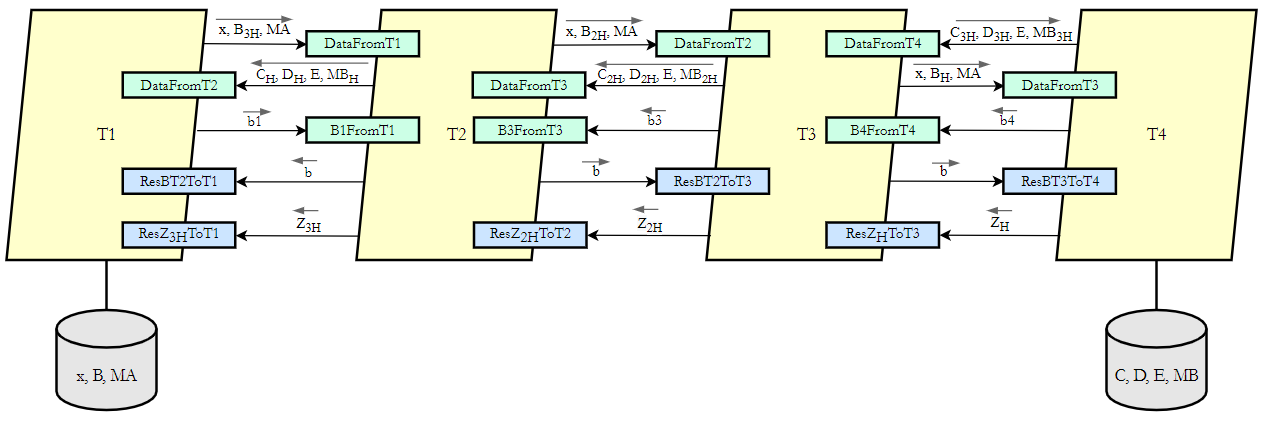 x, B3H, MA
DataFromT1
x, B2H, MA
DataFromT2
DataFromT4
C3H, D3H, E, MB3H
DataFromT2
CH, DH, E, MBH
DataFromT3
C2H, D2H, E, MB2H
x, BH, MA
DataFromT3
T1
b1
B1FromT1
T2
B3FromT3
b3
T3
B4FromT4
b4
T4
ResBT2ToT1
b
b
ResBT2ToT3
b
ResBT3ToT4
ResZ3HToT1
Z3H
ResZ2HToT2
Z2H
ResZHToT3
ZH
x, B, MA
C, D, E, MB